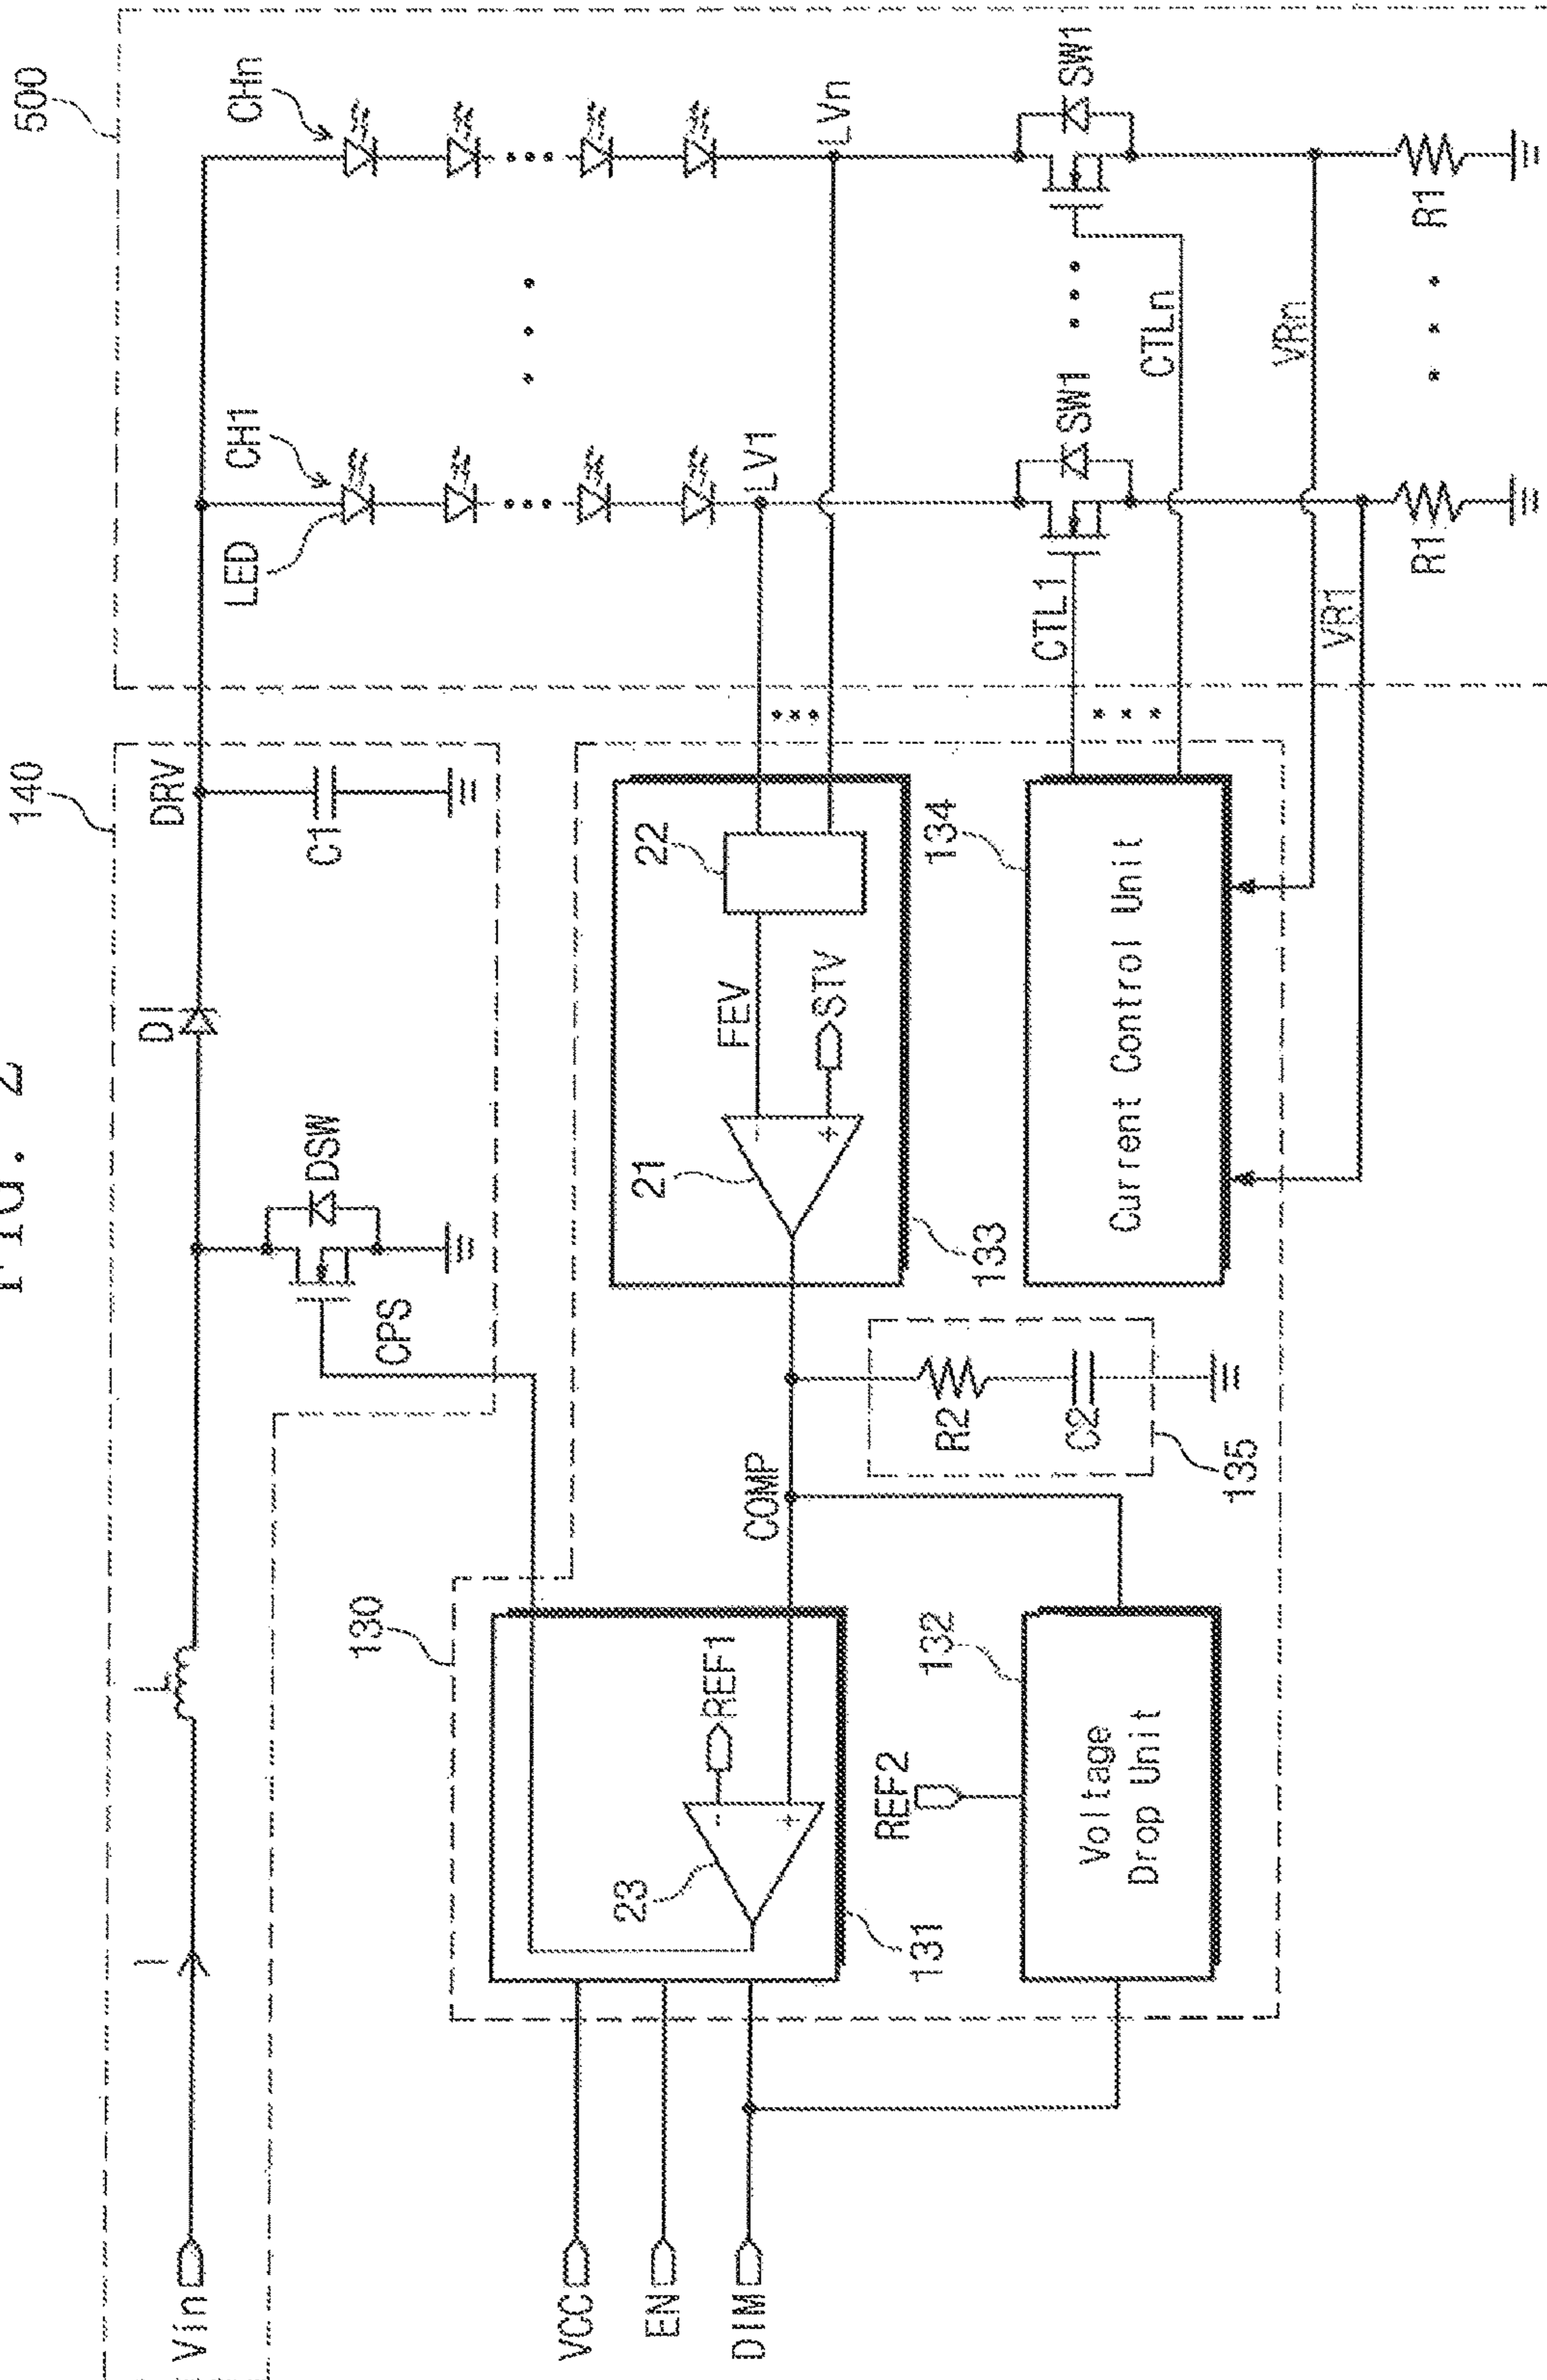 FIG. 2
140
500
Vin
I
L
DI
DRV
CH1
CHn
LED
DSW
CPS
C1
130
22
FEV
STV
21
-
+
133
LV1
LVn
VCC
EN
DIM
REF1
23
-
+
131
COMP
R2
C2
135
REF2
132
Voltage
Drop Unit
134
Current Control Unit
CTL1
SW1
SW1
CTLn
VR1
VRn
R1
R1